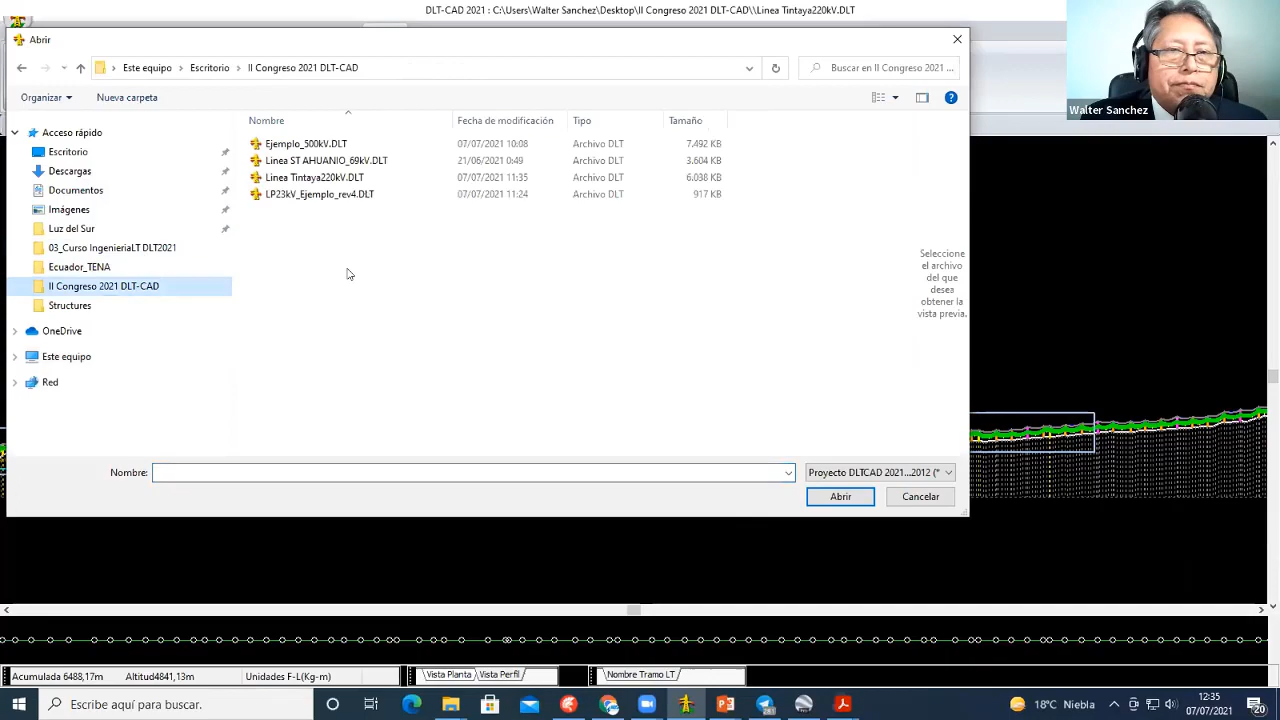 DLT-CAD 2021 : C:\Users\Walter Sanchez\Desktop\II Congreso 2021 DLT-CAD\\Linea Tintaya220kV.DLT
Abrir
Este equipo > Escritorio > II Congreso 2021 DLT-CAD
Buscar en II Congreso 2021 ...
Walter Sanchez
Organizar
Nueva carpeta
Nombre
Fecha de modificación
Tipo
Tamaño
Acceso rápido
Escritorio
Descargas
Documentos
Imágenes
Luz del Sur
03_Curso IngenieriaLT DLT2021
Ecuador_TENA
II Congreso 2021 DLT-CAD
Structures
OneDrive
Este equipo
Red
Ejemplo_500kV.DLT 07/07/2021 10:08 Archivo DLT 7.492 KB
Linea ST AHUANIO_69kV.DLT 21/06/2021 0:49 Archivo DLT 3.604 KB
Linea Tintaya220kV.DLT 07/07/2021 11:35 Archivo DLT 6.038 KB
LP23kV_Ejemplo_rev4.DLT 07/07/2021 11:24 Archivo DLT 917 KB
Seleccione
el archivo
del que
desea
obtener la
vista previa.
Nombre:
Proyecto DLTCAD 2021...2012 (*
Abrir
Cancelar
Acumulada 6488,17m
Altitud4841,13m
Unidades F-L(Kg-m)
Vista Planta
Vista Perfil
Nombre Tramo LT
Escribe aquí para buscar.
18°C Niebla
12:35
07/07/2021
20